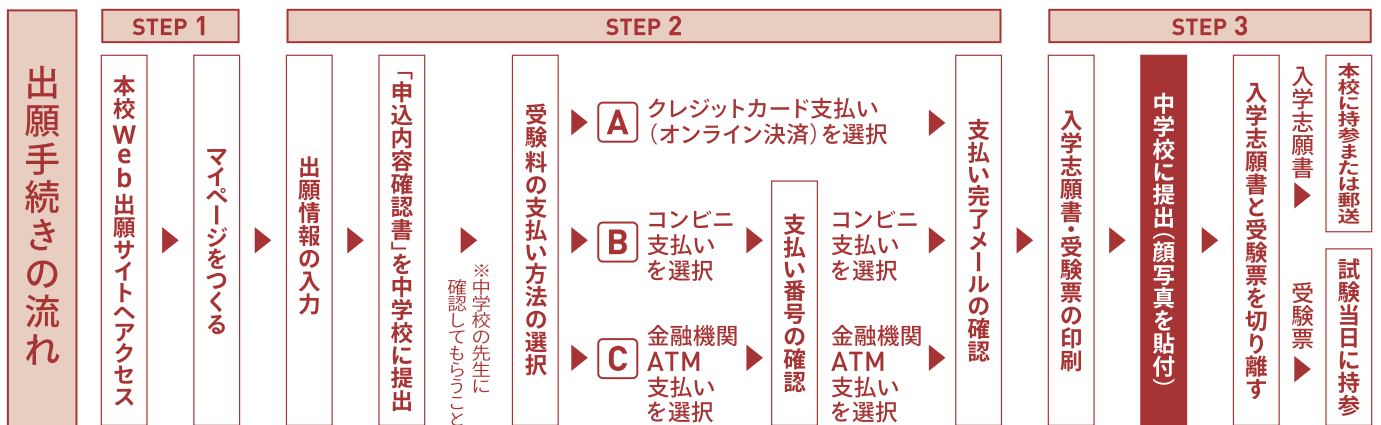 出願手続きの流れ
STEP 1
本校Web出願サイトへアクセス
マイページをつくる
STEP 2
出願情報の入力
「申込内容確認書」を中学校に提出
※中学校の先生に
確認してもらうこと
受験料の支払い方法の選択
A
クレジットカード支払い
（オンライン決済）を選択
B
コンビニ
支払い
を選択
C
金融機関
ATM
支払い
を選択
支払い番号の確認
コンビニ
支払い
を選択
金融機関
ATM
支払い
を選択
支払い完了メールの確認
STEP 3
入学志願書・受験票の印刷
中学校に提出（顔写真を貼付）
入学志願書と受験票を切り離す
入学志願書
本校に持参または郵送
受験票
試験当日に持参